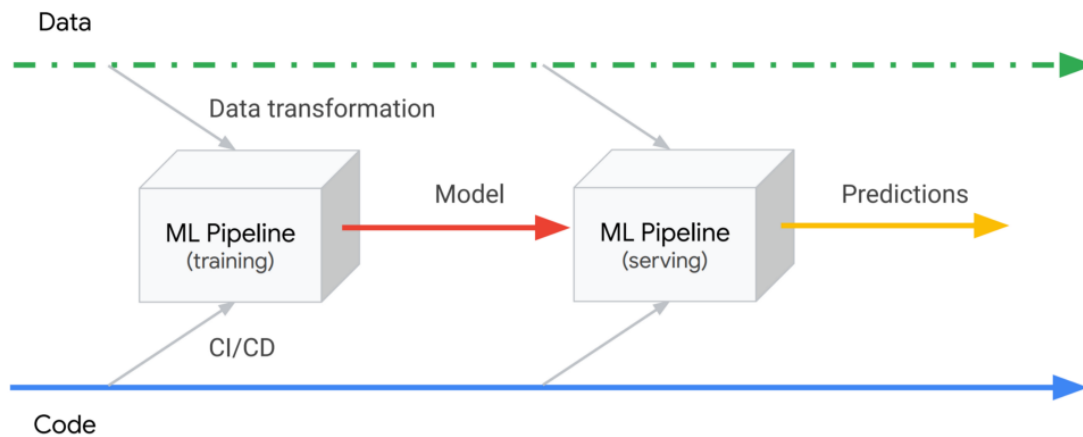 Data
Data transformation
Model
Predictions
ML Pipeline
(training)
ML Pipeline
(serving)
CI/CD
Code